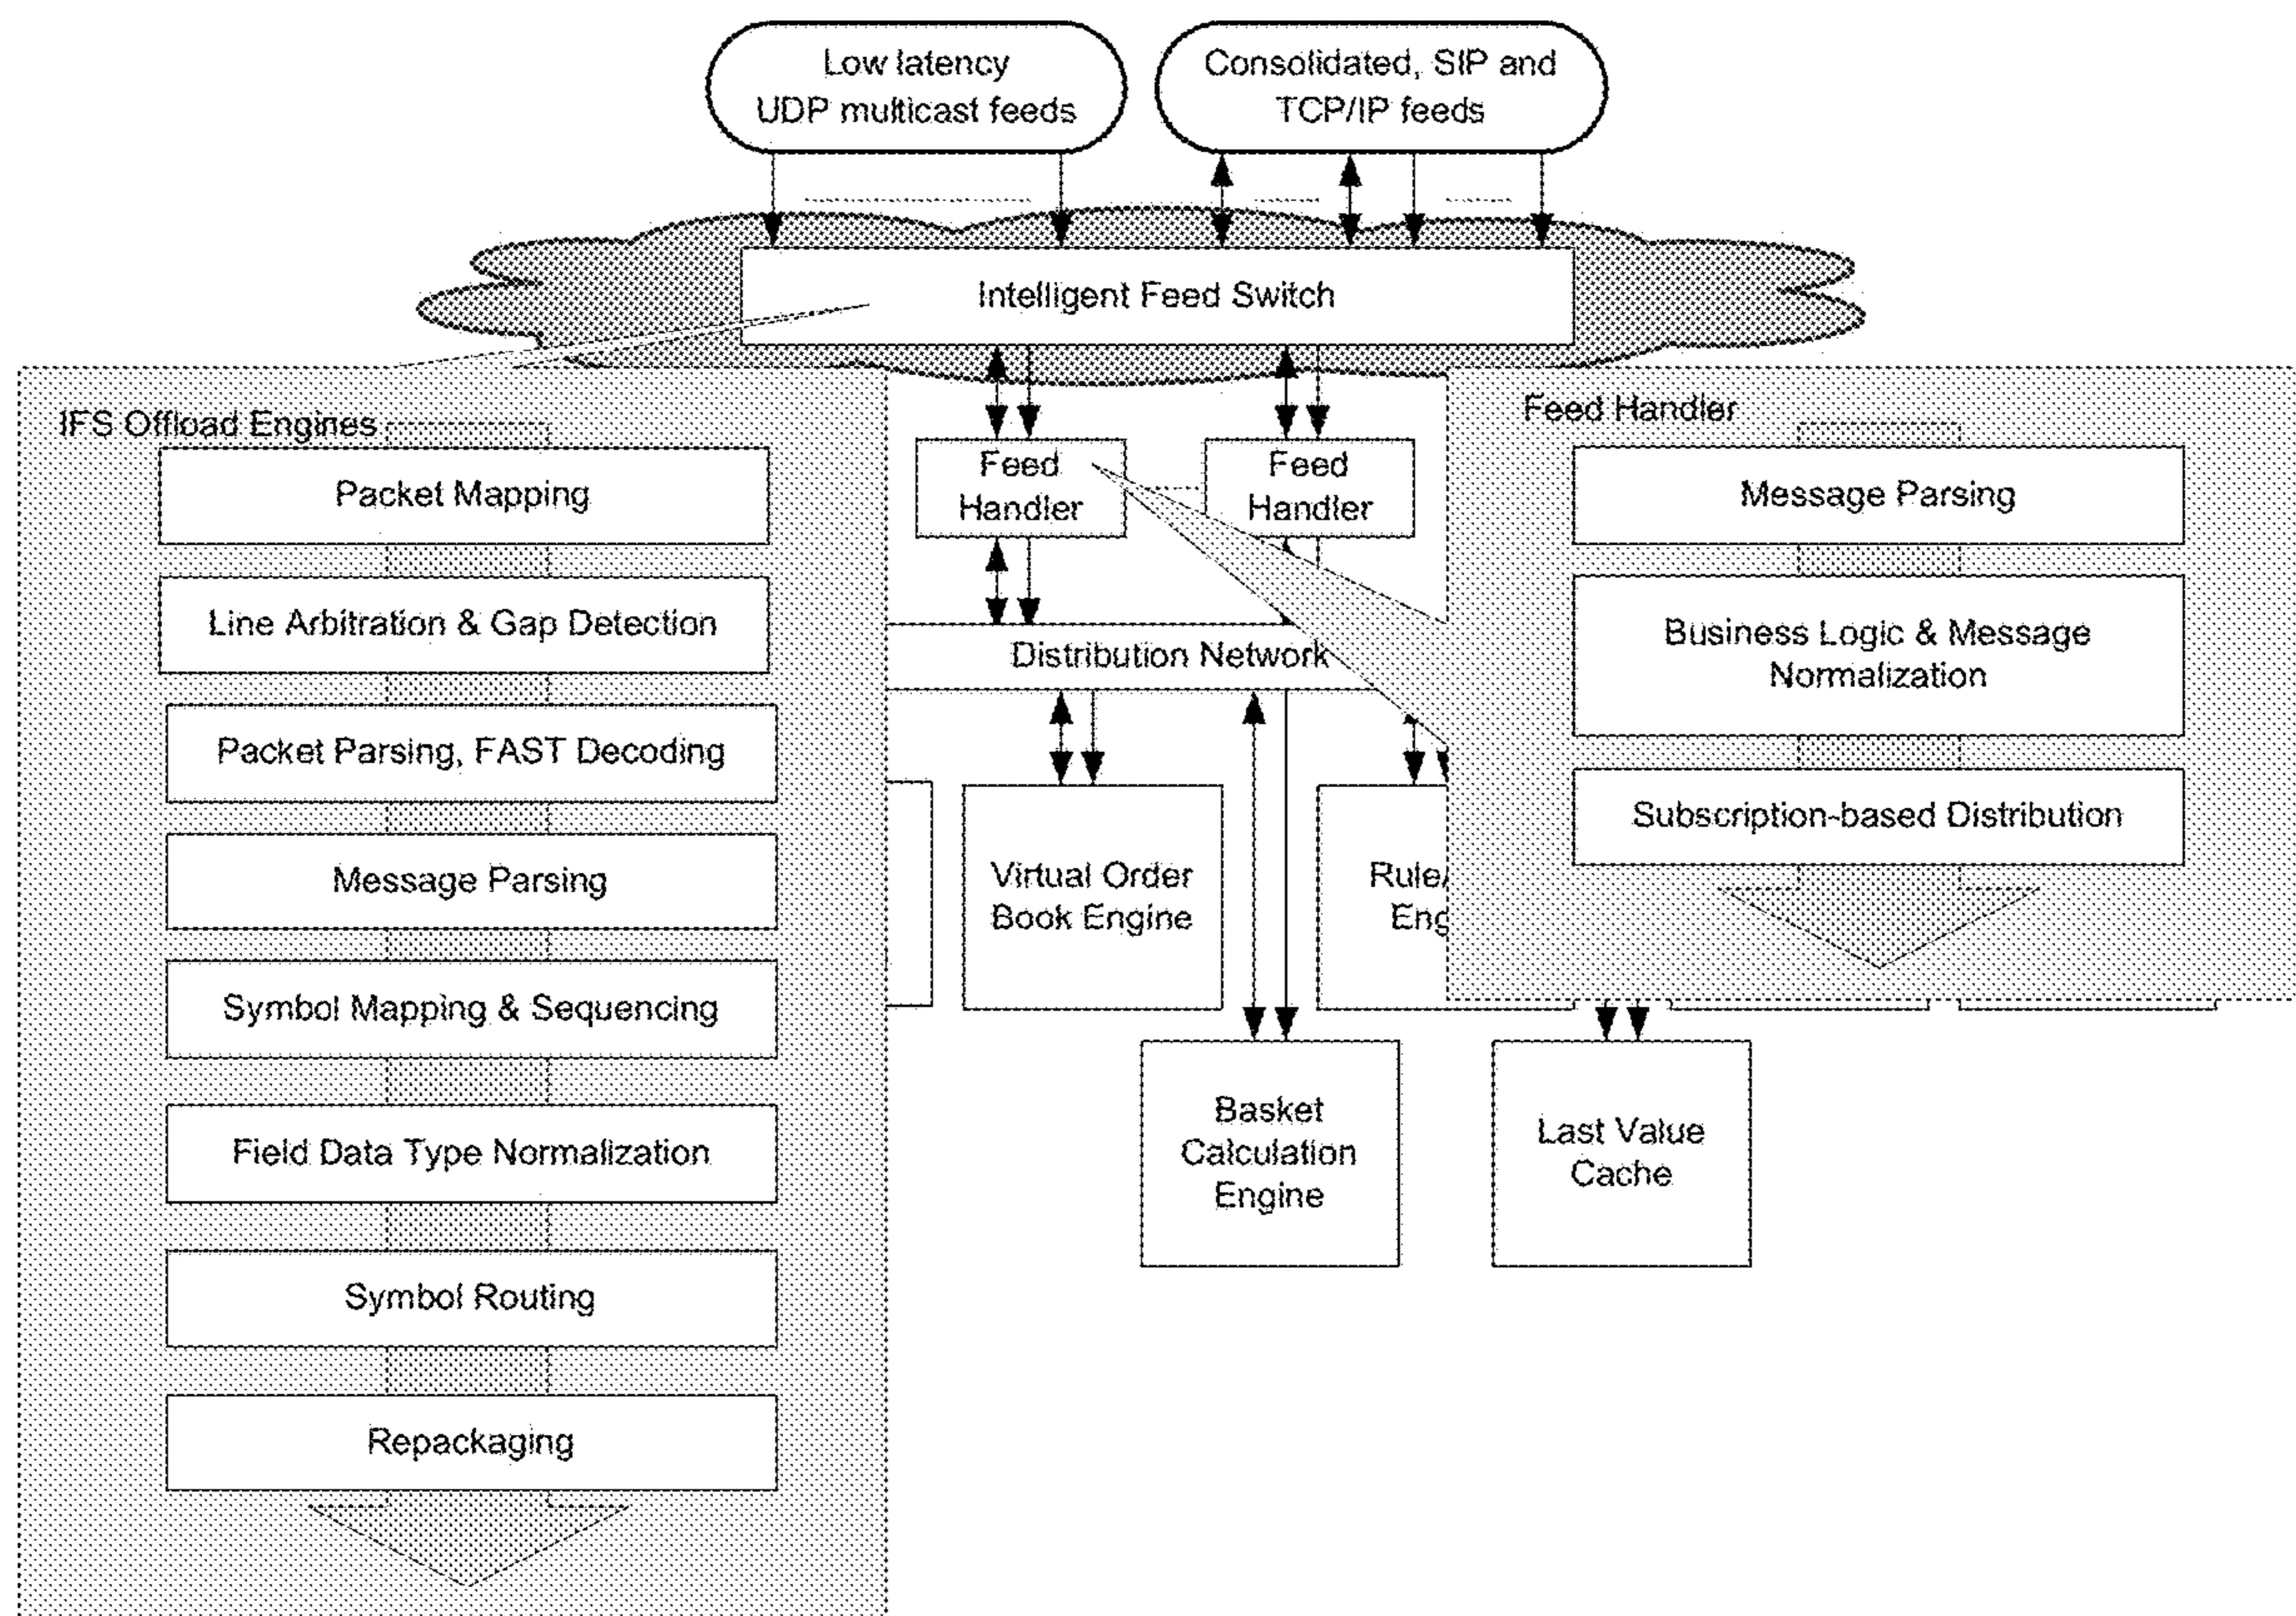 Low latency
UDP multicast feeds
Consolidated, SIP and
TCP/IP feeds
Intelligent Feed Switch
IFS Offload Engines
Packet Mapping
Line Arbitration & Gap Detection
Packet Parsing, FAST Decoding
Message Parsing
Symbol Mapping & Sequencing
Field Data Type Normalization
Symbol Routing
Repackaging
Feed
Handler
Feed
Handler
Distribution Network
Virtual Order
Book Engine
Rule/
Eng
Basket
Calculation
Engine
Last Value
Cache
Feed Handler
Message Parsing
Business Logic & Message
Normalization
Subscription-based Distribution